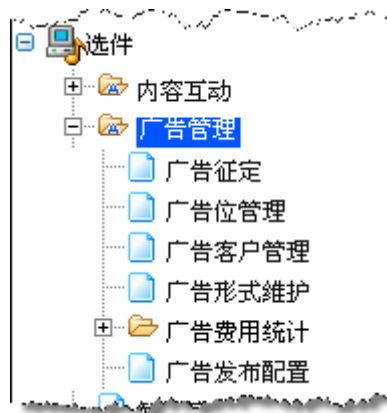 选件
内容互动
广告管理
广告征定
广告位管理
广告客户管理
广告形式维护
广告费用统计
广告发布配置